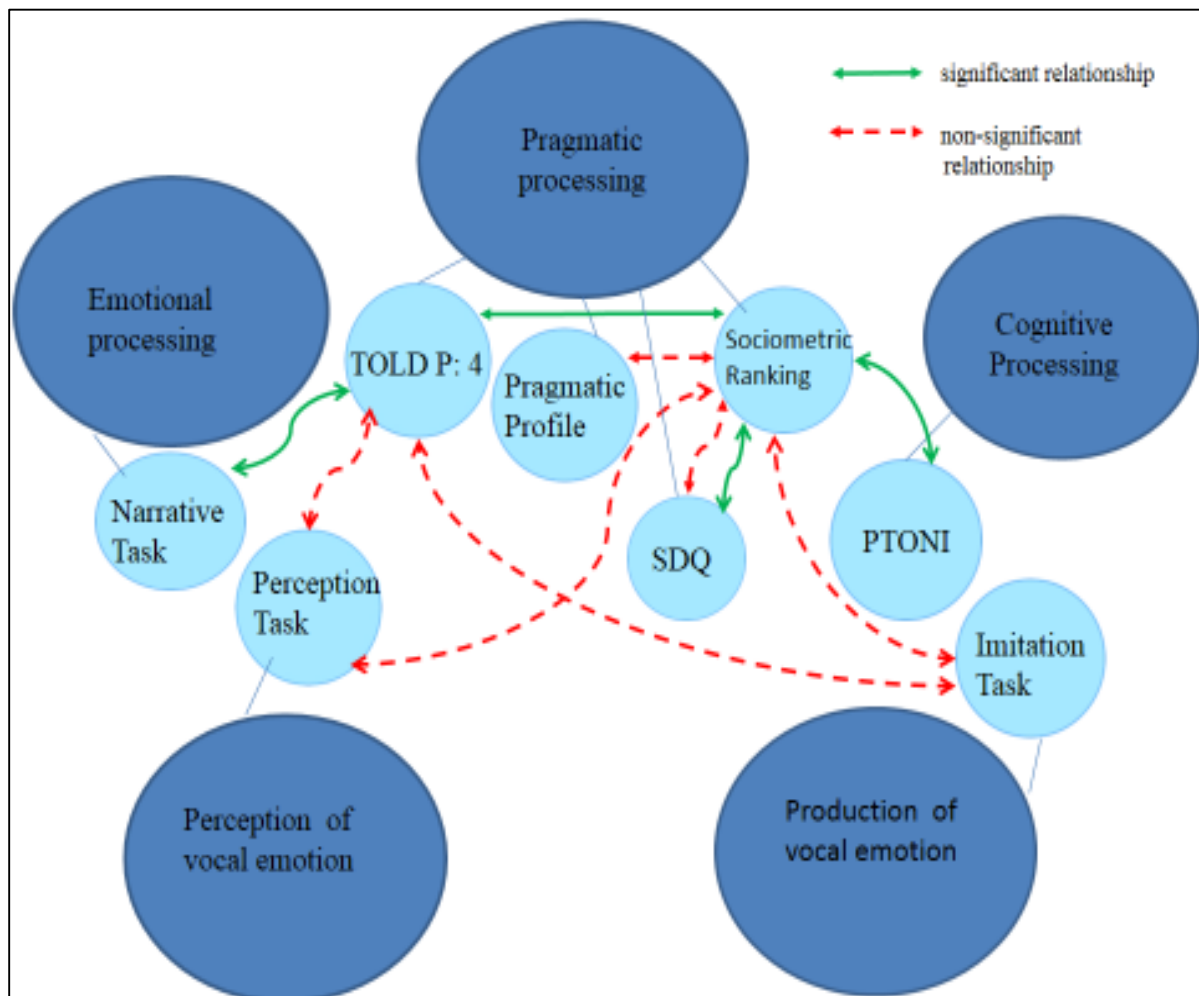 significant relationship
non-significant
relationship
Pragmatic
processing
Emotional
processing
Cognitive
Processing
TOLD P: 4
Pragmatic
Profile
Sociometric
Ranking
Narrative
Task
Perception
Task
SDQ
PTONI
Imitation
Task
Perception of
vocal emotion
Production of
vocal emotion